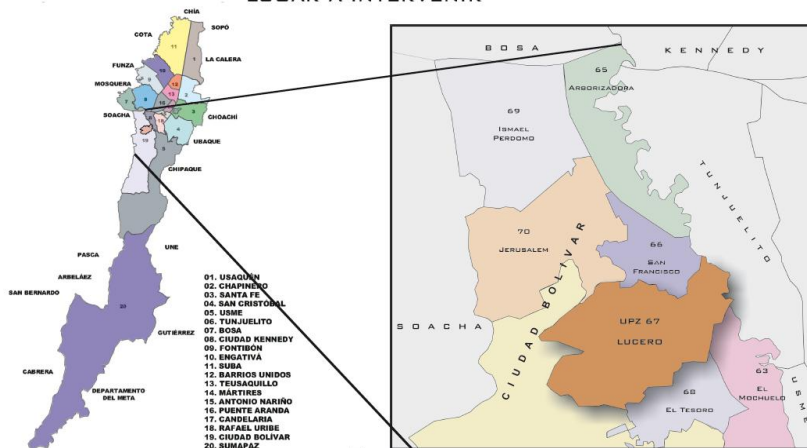 LUGAR A INTERVENIR
CHÍA
SOPÓ
COTA
LA CALERA
FUNZA
MOSQUERA
SOACHA
CHOACHÍ
UBAQUE
CHIPAQUE
UNE
PASCA
ARBELÁEZ
SAN BERNARDO
GUTIÉRREZ
CABRERA
DEPARTAMENTO
DEL META
11
1
20
01. USAQUÉN
02. CHAPINERO
03. SANTA FE
04. SAN CRISTOBAL
05. USME
06. TUNJUELITO
07. BOSA
08. CIUDAD KENNEDY
09. FONTIBÓN
10. ENGATIVÁ
11. SUBA
12. BARRIOS UNIDOS
13. TEUSAQUILLO
14. MÁRTIRES
15. ANTONIO NARIÑO
16. PUENTE ARANDA
17. CANDELARIA
18. RAFAEL URIBE
19. CIUDAD BOLÍVAR
20. SUMAPAZ
BOSA
KENNEDY
65
ARBORIZADORA
69
ISMAEL
PERDOMO
TUNJUELITO
70
JERUSALEM
66
SAN
FRANCISCO
CIUDAD BOLIVAR
SOACHA
UPZ 67
LUCERO
63
EL
MOCHUELO
68
EL TESORO
USME